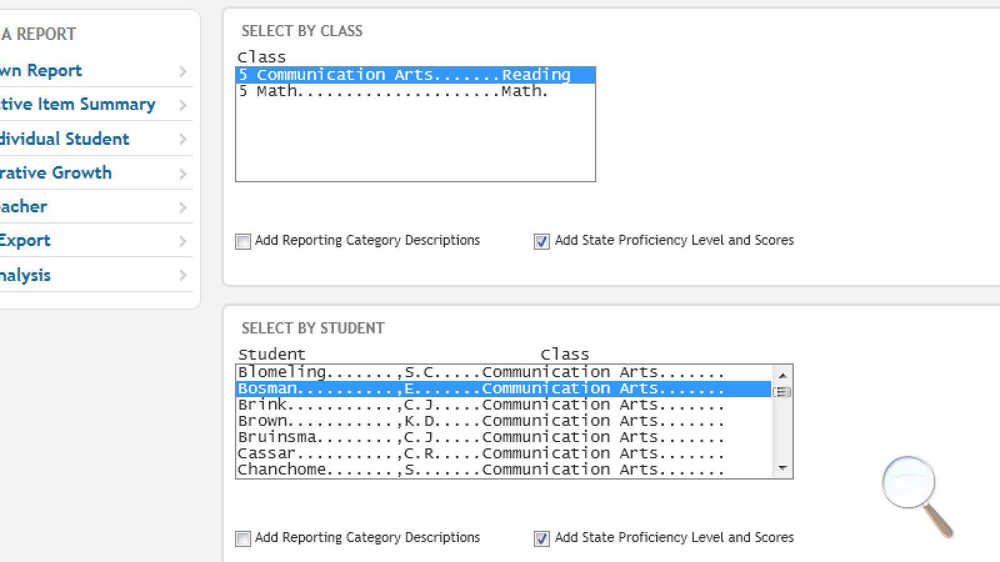 A REPORT
wn Report
tive Item Summary
dividual Student
rative Growth
acher
Export
nalysis
SELECT BY CLASS
Class
5 Communication Arts.......Reading
5 Math.....................Math.
Add Reporting Category Descriptions
Add State Proficiency Level and Scores
SELECT BY STUDENT
Student Class
Blomeling.......,S.C.....Communication Arts.......
Bosman..........,E.......Communication Arts.......
Brink...........,C.J.....Communication Arts.......
Brown...........,K.D.....Communication Arts.......
Bruinsma........,C.J.....Communication Arts.......
Cassar..........,C.R.....Communication Arts.......
Chanchome.......,S.......Communication Arts.......
Add Reporting Category Descriptions
Add State Proficiency Level and Scores